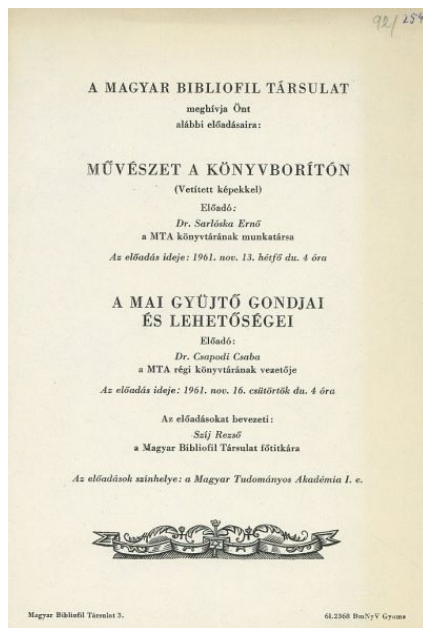 92/254
A MAGYAR BIBLIOFIL TÁRSULAT
meghívja Önt
alábbi előadásaira:
MŰVÉSZET A KÖNYVBORÍTÓN
(Vetített képekkel)
Előadó:
Dr. Sarlóska Ernő
a MTA könyvtárának munkatársa
Az előadás ideje: 1961. nov. 13. hétfő du. 4 óra
A MAI GYÜJTŐ GONDJAI
ÉS LEHETŐSÉGEI
Előadó:
Dr. Csapodi Csaba
a MTA régi könyvtárának vezetője
Az előadás ideje: 1961. nov. 16. csütörtök du. 4 óra
Az előadásokat bevezeti:
Szíj Rezső
a Magyar Bibliofil Társulat főtitkára
Az előadások színhelye: a Magyar Tudományos Akadémia I. e.
Magyar Bibliofil Társulat 3.
61.2368 BmNyV Gyoma